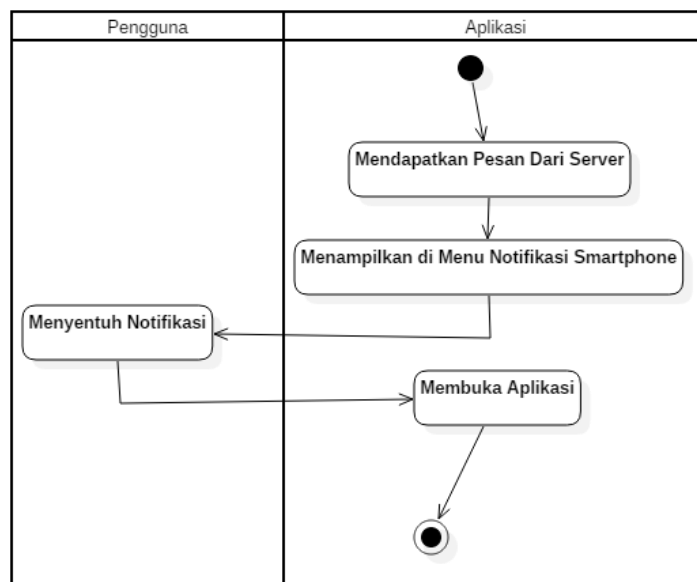 Pengguna
Aplikasi
Mendapatkan Pesan Dari Server
Menampilkan di Menu Notifikasi Smartphone
Menyentuh Notifikasi
Membuka Aplikasi